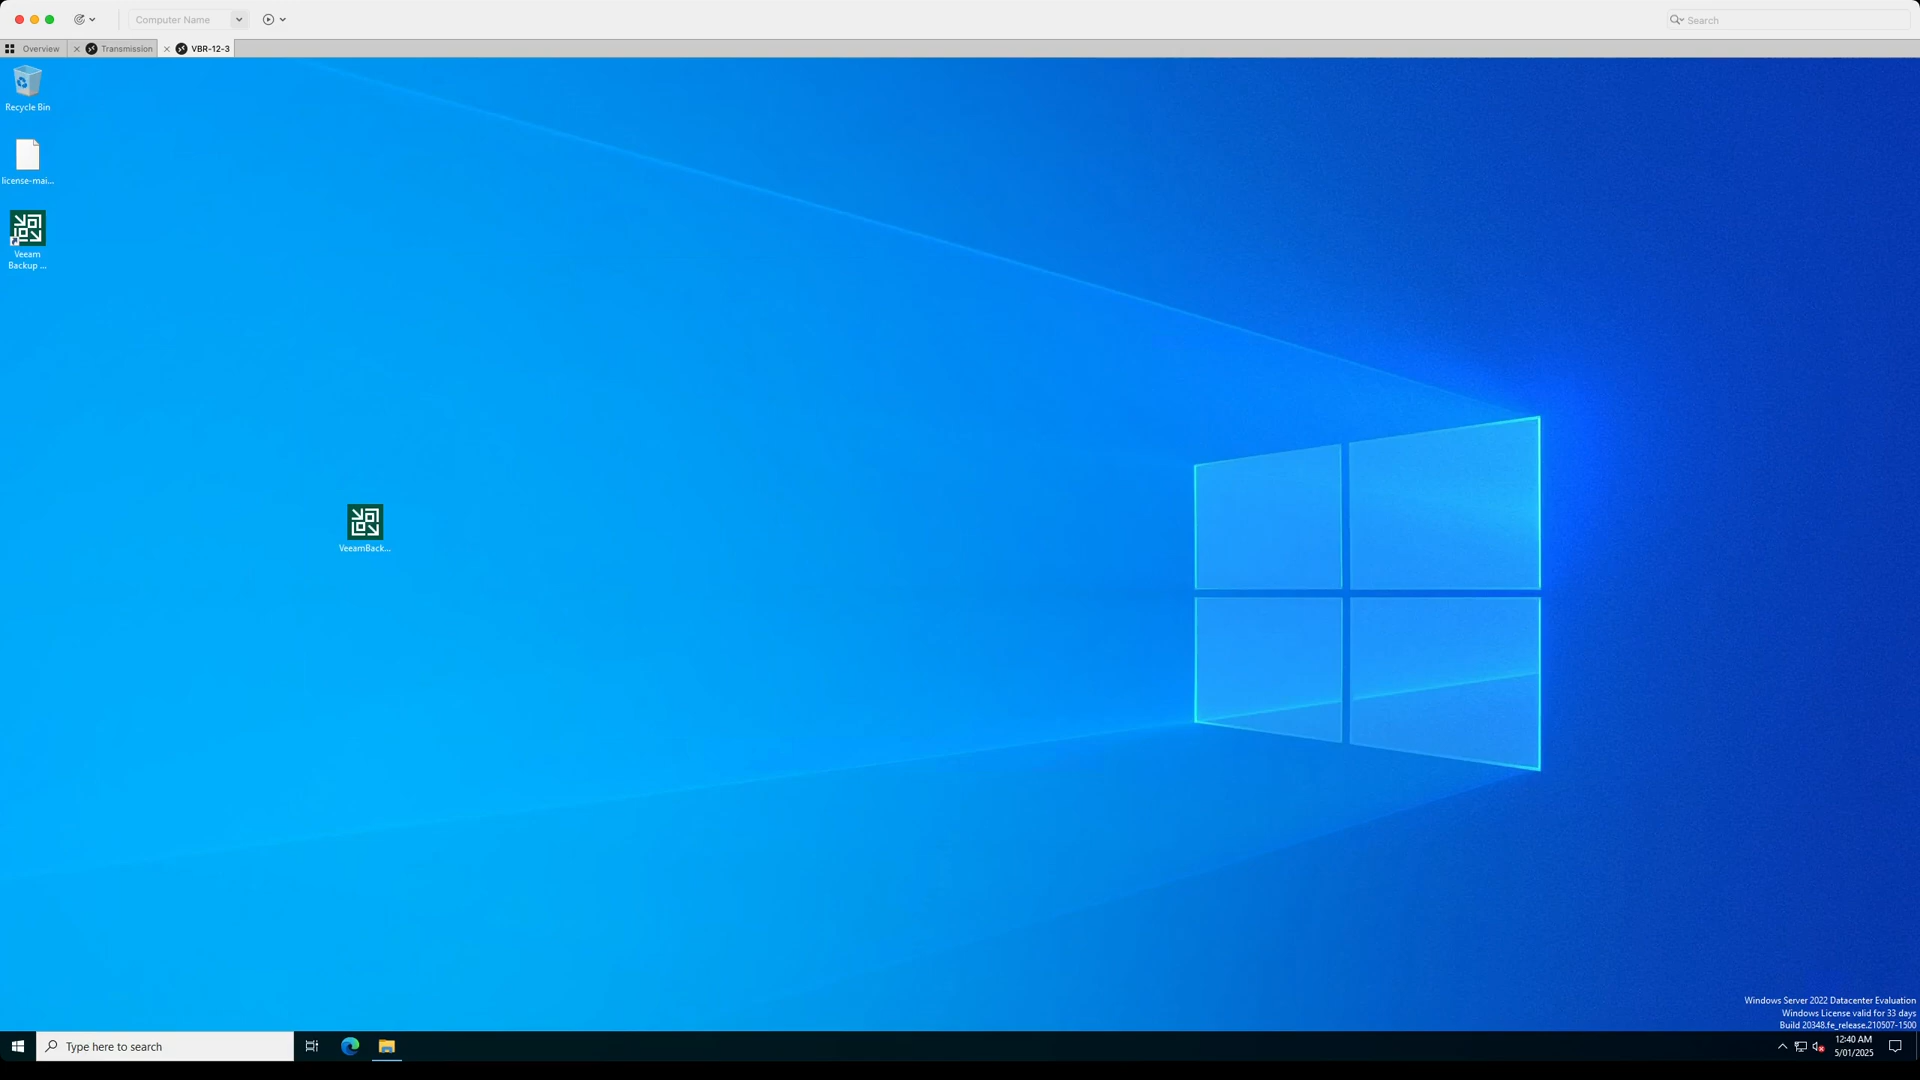 Computer Name
Search
Overview
Transmission
VBR-12-3
Recycle Bin
license-mai...
Veeam
Backup ...
VeeamBack...
Windows Server 2022 Datacenter Evaluation
Windows License valid for 33 days
Build 20348.fe_release.210507-1500
Type here to search
12:40 AM
5/01/2025